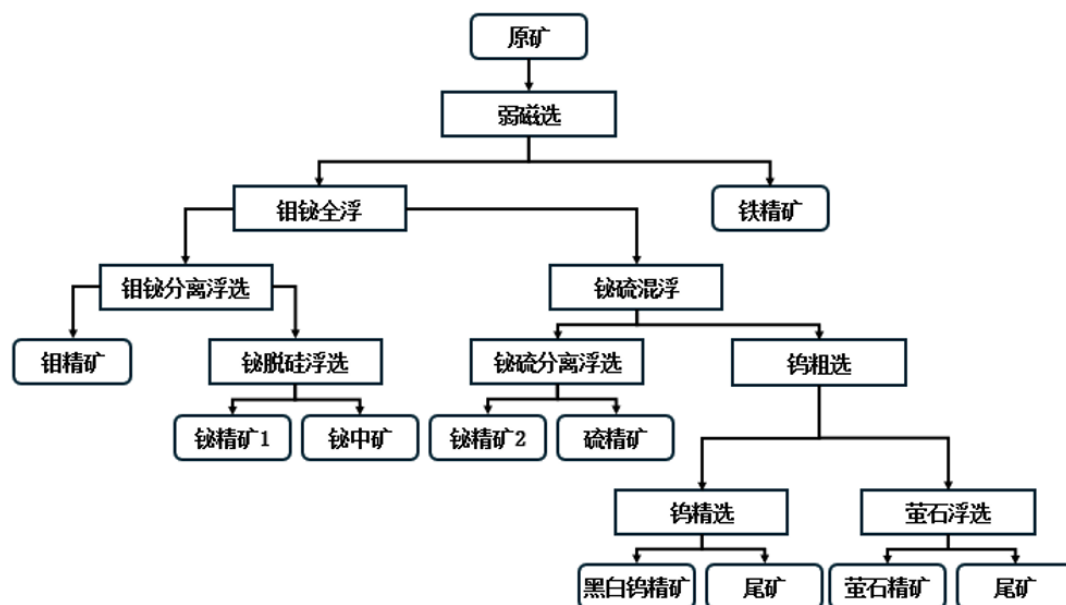 原矿
弱磁选
钼铋全浮
铁精矿
钼铋分离浮选
铋硫混浮
钼精矿
铋脱硅浮选
铋硫分离浮选
钨粗选
铋精矿1
铋中矿
铋精矿2
硫精矿
钨精选
萤石浮选
黑白钨精矿
尾矿
萤石精矿
尾矿